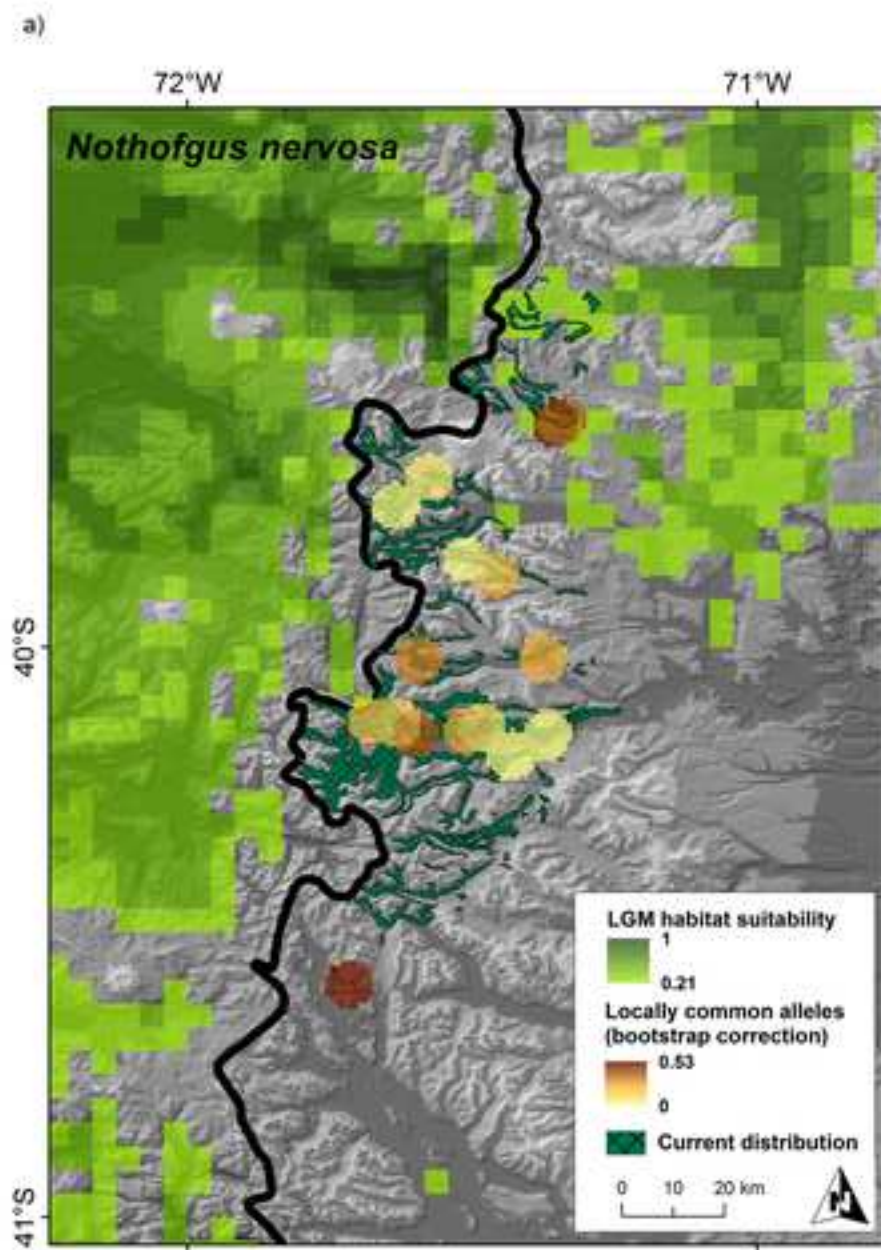 a)
72°W 71°W
Nothofgus nervosa
40°S
41°S
LGM habitat suitability
1
0.21
Locally common alleles
(bootstrap correction)
0.53
0
Current distribution
0 10 20 km
N